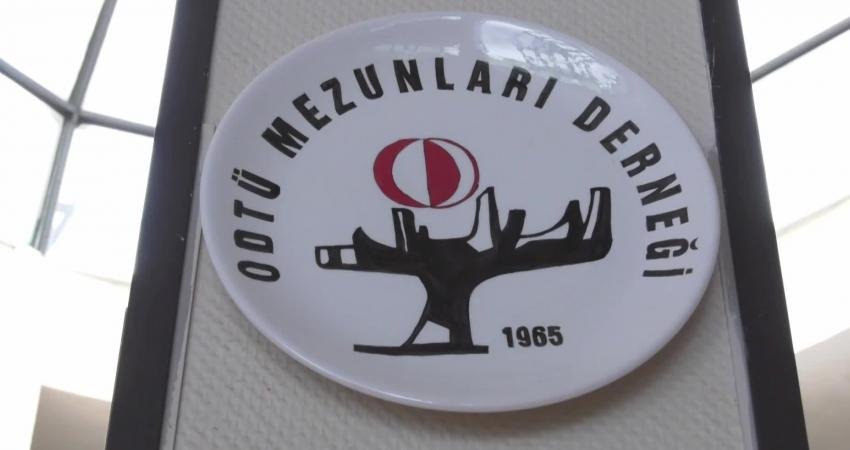 ODTÜ MEZUNLARI DERNEĞİ
1965